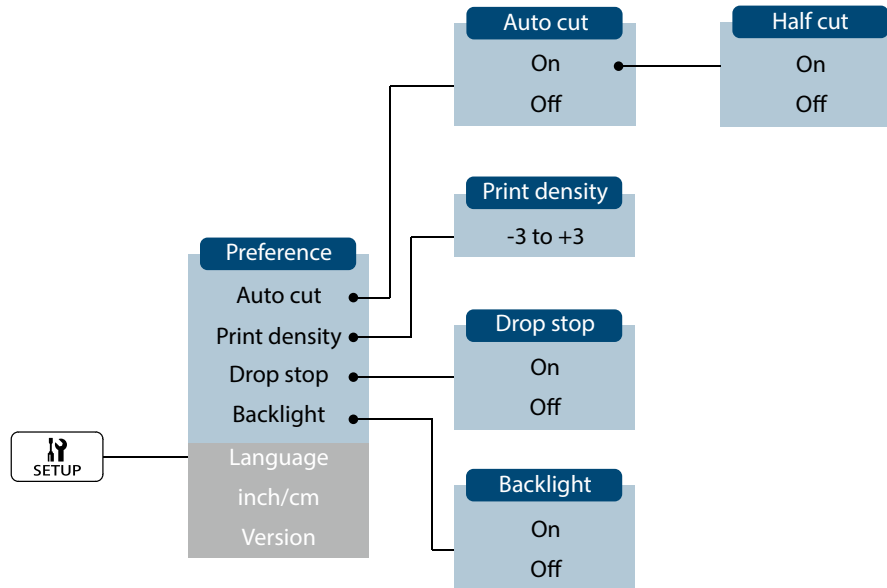 SETUP
Preference
Auto cut
Print density
Drop stop
Backlight
Language
inch/cm
Version
Auto cut
On
Off
Half cut
On
Off
Print density
-3 to +3
Drop stop
On
Off
Backlight
On
Off